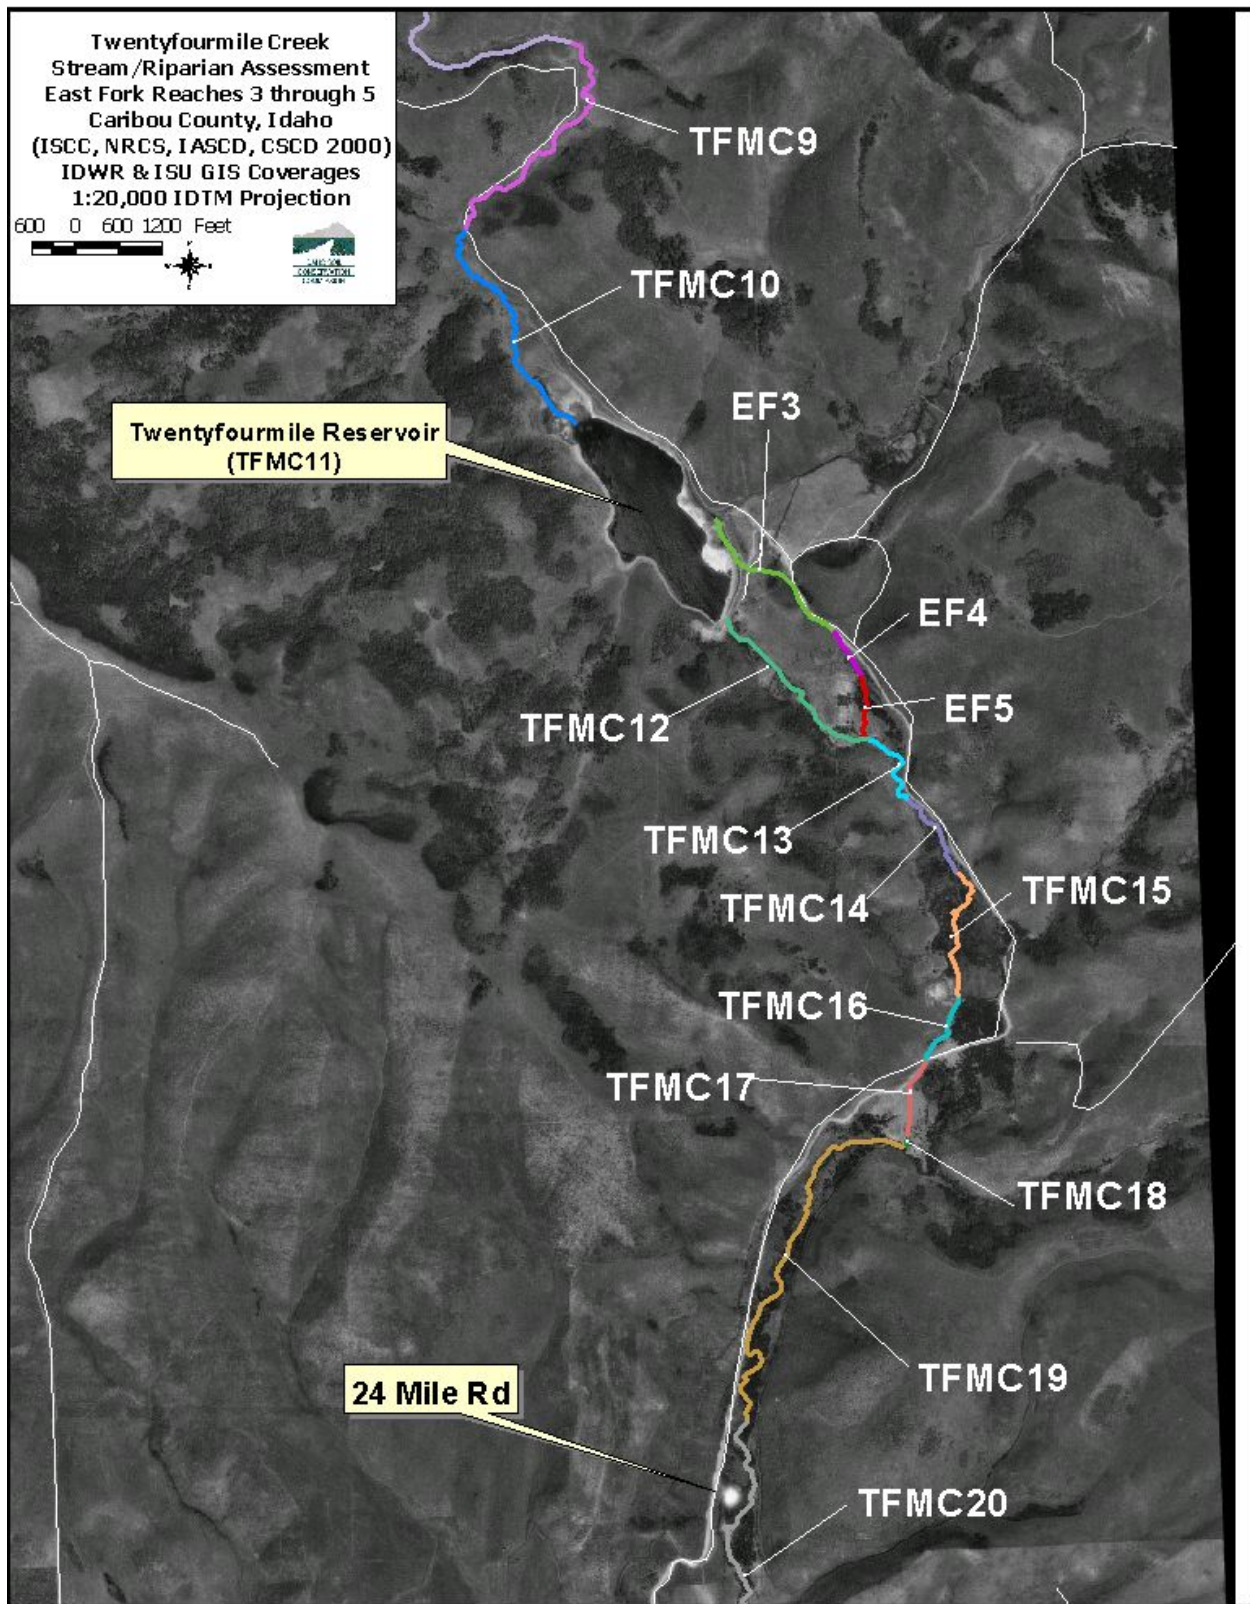 Twentyfourmile Creek
Stream/Riparian Assessment
East Fork Reaches 3 through 5
Caribou County, Idaho
(ISCC, NRCS, IASCD, CSCD 2000)
IDWR & ISU GIS Coverages
1:20,000 IDTM Projection
600 0 600 1200 Feet
TFMC9
TFMC10
EF3
Twentyfourmile Reservoir
(TFMC11)
EF4
EF5
TFMC12
TFMC13
TFMC14
TFMC15
TFMC16
TFMC17
TFMC18
TFMC19
24 Mile Rd
TFMC20